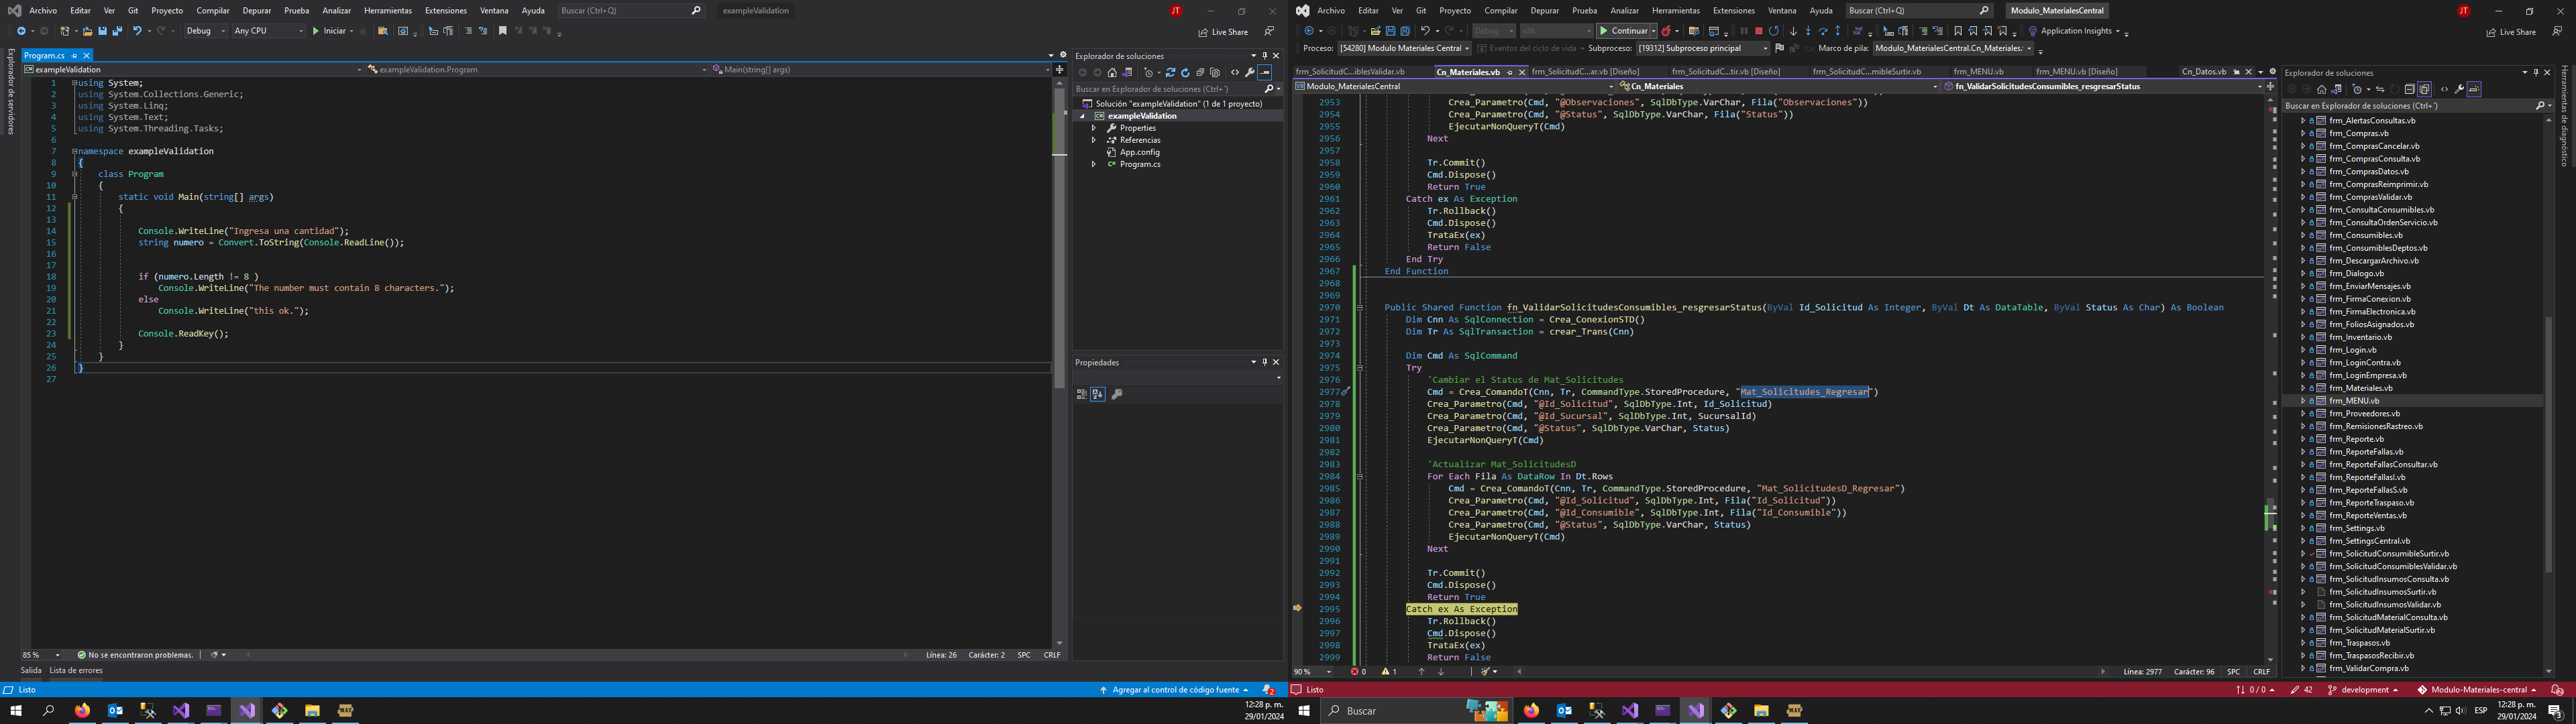 Archivo Editar Ver Git Proyecto Compilar Depurar Prueba Analizar Herramientas Extensiones Ventana Ayuda Buscar (Ctrl+Q) exampleValidation JT
Debug Any CPU Iniciar Live Share
Program.cs
exampleValidation exampleValidation.Program Main(string[] args)
1 using System;
2 using System.Collections.Generic;
3 using System.Linq;
4 using System.Text;
5 using System.Threading.Tasks;
6
7 namespace exampleValidation
8 {
9 class Program
10 {
11 static void Main(string[] args)
12 {
13
14 Console.WriteLine("Ingresa una cantidad");
15 string numero = Convert.ToString(Console.ReadLine());
16
17
18 if (numero.Length != 8 )
19 Console.WriteLine("The number must contain 8 characters.");
20 else
21 Console.WriteLine("this ok.");
22
23 Console.ReadKey();
24 }
25 }
26 }
27
85 % No se encontraron problemas. Línea: 26 Carácter: 2 SPC CRLF
Salida Lista de errores
Listo Agregar al control de código fuente 2
Explorador de servidores
Explorador de soluciones
Buscar en Explorador de soluciones (Ctrl+¨)
Solución "exampleValidation" (1 de 1 proyecto)
exampleValidation
Properties
Referencias
App.config
Program.cs
Propiedades
12:28 p. m.
29/01/2024
Archivo Editar Ver Git Proyecto Compilar Depurar Prueba Analizar Herramientas Extensiones Ventana Ayuda Buscar (Ctrl+Q) Modulo_MaterialesCentral JT
Debug x86 Continuar Application Insights Live Share
Proceso: [54280] Modulo Materiales Central Eventos del ciclo de vida Subproceso: [19312] Subproceso principal Marco de pila: Modulo_MaterialesCentral.Cn_Materiales.
frm_SolicitudC...iblesValidar.vb Cn_Materiales.vb frm_SolicitudC...ar.vb [Diseño] frm_SolicitudC...tir.vb [Diseño] frm_SolicitudC...mibleSurtir.vb frm_MENU.vb frm_MENU.vb [Diseño] Cn_Datos.vb
Modulo_MaterialesCentral Cn_Materiales fn_ValidarSolicitudesConsumibles_resgresarStatus
2953 Crea_Parametro(Cmd, "@Observaciones", SqlDbType.VarChar, Fila("Observaciones"))
2954 Crea_Parametro(Cmd, "@Status", SqlDbType.VarChar, Fila("Status"))
2955 EjecutarNonQueryT(Cmd)
2956 Next
2957
2958 Tr.Commit()
2959 Cmd.Dispose()
2960 Return True
2961 Catch ex As Exception
2962 Tr.Rollback()
2963 Cmd.Dispose()
2964 TrataEx(ex)
2965 Return False
2966 End Try
2967 End Function
2968
2969
2970 Public Shared Function fn_ValidarSolicitudesConsumibles_resgresarStatus(ByVal Id_Solicitud As Integer, ByVal Dt As DataTable, ByVal Status As Char) As Boolean
2971 Dim Cnn As SqlConnection = Crea_ConexionSTD()
2972 Dim Tr As SqlTransaction = crear_Trans(Cnn)
2973
2974 Dim Cmd As SqlCommand
2975 Try
2976 'Cambiar el Status de Mat_Solicitudes
2977 Cmd = Crea_ComandoT(Cnn, Tr, CommandType.StoredProcedure, "Mat_Solicitudes_Regresar")
2978 Crea_Parametro(Cmd, "@Id_Solicitud", SqlDbType.Int, Id_Solicitud)
2979 Crea_Parametro(Cmd, "@Id_Sucursal", SqlDbType.Int, SucursalId)
2980 Crea_Parametro(Cmd, "@Status", SqlDbType.VarChar, Status)
2981 EjecutarNonQueryT(Cmd)
2982
2983 'Actualizar Mat_SolicitudesD
2984 For Each Fila As DataRow In Dt.Rows
2985 Cmd = Crea_ComandoT(Cnn, Tr, CommandType.StoredProcedure, "Mat_SolicitudesD_Regresar")
2986 Crea_Parametro(Cmd, "@Id_Solicitud", SqlDbType.Int, Fila("Id_Solicitud"))
2987 Crea_Parametro(Cmd, "@Id_Consumible", SqlDbType.Int, Fila("Id_Consumible"))
2988 Crea_Parametro(Cmd, "@Status", SqlDbType.VarChar, Status)
2989 EjecutarNonQueryT(Cmd)
2990 Next
2991
2992 Tr.Commit()
2993 Cmd.Dispose()
2994 Return True
2995 Catch ex As Exception
2996 Tr.Rollback()
2997 Cmd.Dispose()
2998 TrataEx(ex)
2999 Return False
90 % 0 1 Línea: 2977 Carácter: 96 SPC CRLF
Listo 0 / 0 42 development Modulo-Materiales-central 2
Explorador de soluciones
Buscar en Explorador de soluciones (Ctrl+¨)
frm_AlertasConsultas.vb
frm_Compras.vb
frm_ComprasCancelar.vb
frm_ComprasConsulta.vb
frm_ComprasDatos.vb
frm_ComprasReimprimir.vb
frm_ComprasValidar.vb
frm_ConsultaConsumibles.vb
frm_ConsultaOrdenServicio.vb
frm_Consumibles.vb
frm_ConsumiblesDeptos.vb
frm_DescargarArchivo.vb
frm_Dialogo.vb
frm_EnviarMensajes.vb
frm_FirmaConexion.vb
frm_FirmaElectronica.vb
frm_FoliosAsignados.vb
frm_Inventario.vb
frm_Login.vb
frm_LoginContra.vb
frm_LoginEmpresa.vb
frm_Materiales.vb
frm_MENU.vb
frm_Proveedores.vb
frm_RemisionesRastreo.vb
frm_Reporte.vb
frm_ReporteFallas.vb
frm_ReporteFallasConsultar.vb
frm_ReporteFallasI.vb
frm_ReporteFallasS.vb
frm_ReporteTraspaso.vb
frm_ReporteVentas.vb
frm_Settings.vb
frm_SettingsCentral.vb
frm_SolicitudConsumibleSurtir.vb
frm_SolicitudConsumiblesValidar.vb
frm_SolicitudInsumosConsulta.vb
frm_SolicitudInsumosSurtir.vb
frm_SolicitudInsumosValidar.vb
frm_SolicitudMaterialConsulta.vb
frm_SolicitudMaterialSurtir.vb
frm_Traspasos.vb
frm_TraspasosRecibir.vb
frm_ValidarCompra.vb
Herramientas de diagnóstico
Buscar
ESP 12:28 p. m.
29/01/2024